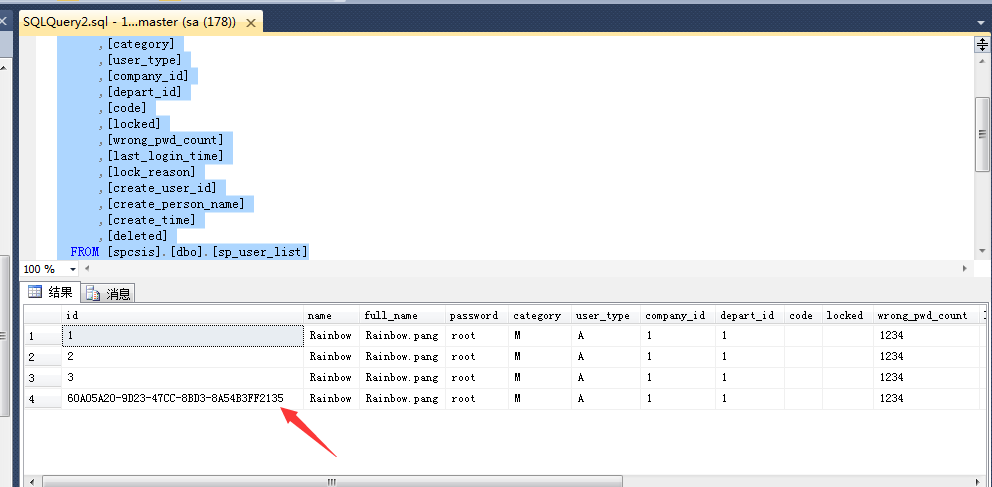 SQLQuery2.sql - 1...master (sa (178))
,[category]
,[user_type]
,[company_id]
,[depart_id]
,[code]
,[locked]
,[wrong_pwd_count]
,[last_login_time]
,[lock_reason]
,[create_user_id]
,[create_person_name]
,[create_time]
,[deleted]
FROM [spcsis].[dbo].[sp_user_list]
100 %
结果 消息
id name full_name password category user_type company_id depart_id code locked wrong_pwd_count
1 1 Rainbow Rainbow.pang root M A 1 1 1234
2 2 Rainbow Rainbow.pang root M A 1 1 1234
3 3 Rainbow Rainbow.pang root M A 1 1 1234
4 60A05A20-9D23-47CC-8BD3-8A54B3FF2135 Rainbow Rainbow.pang root M A 1 1 1234